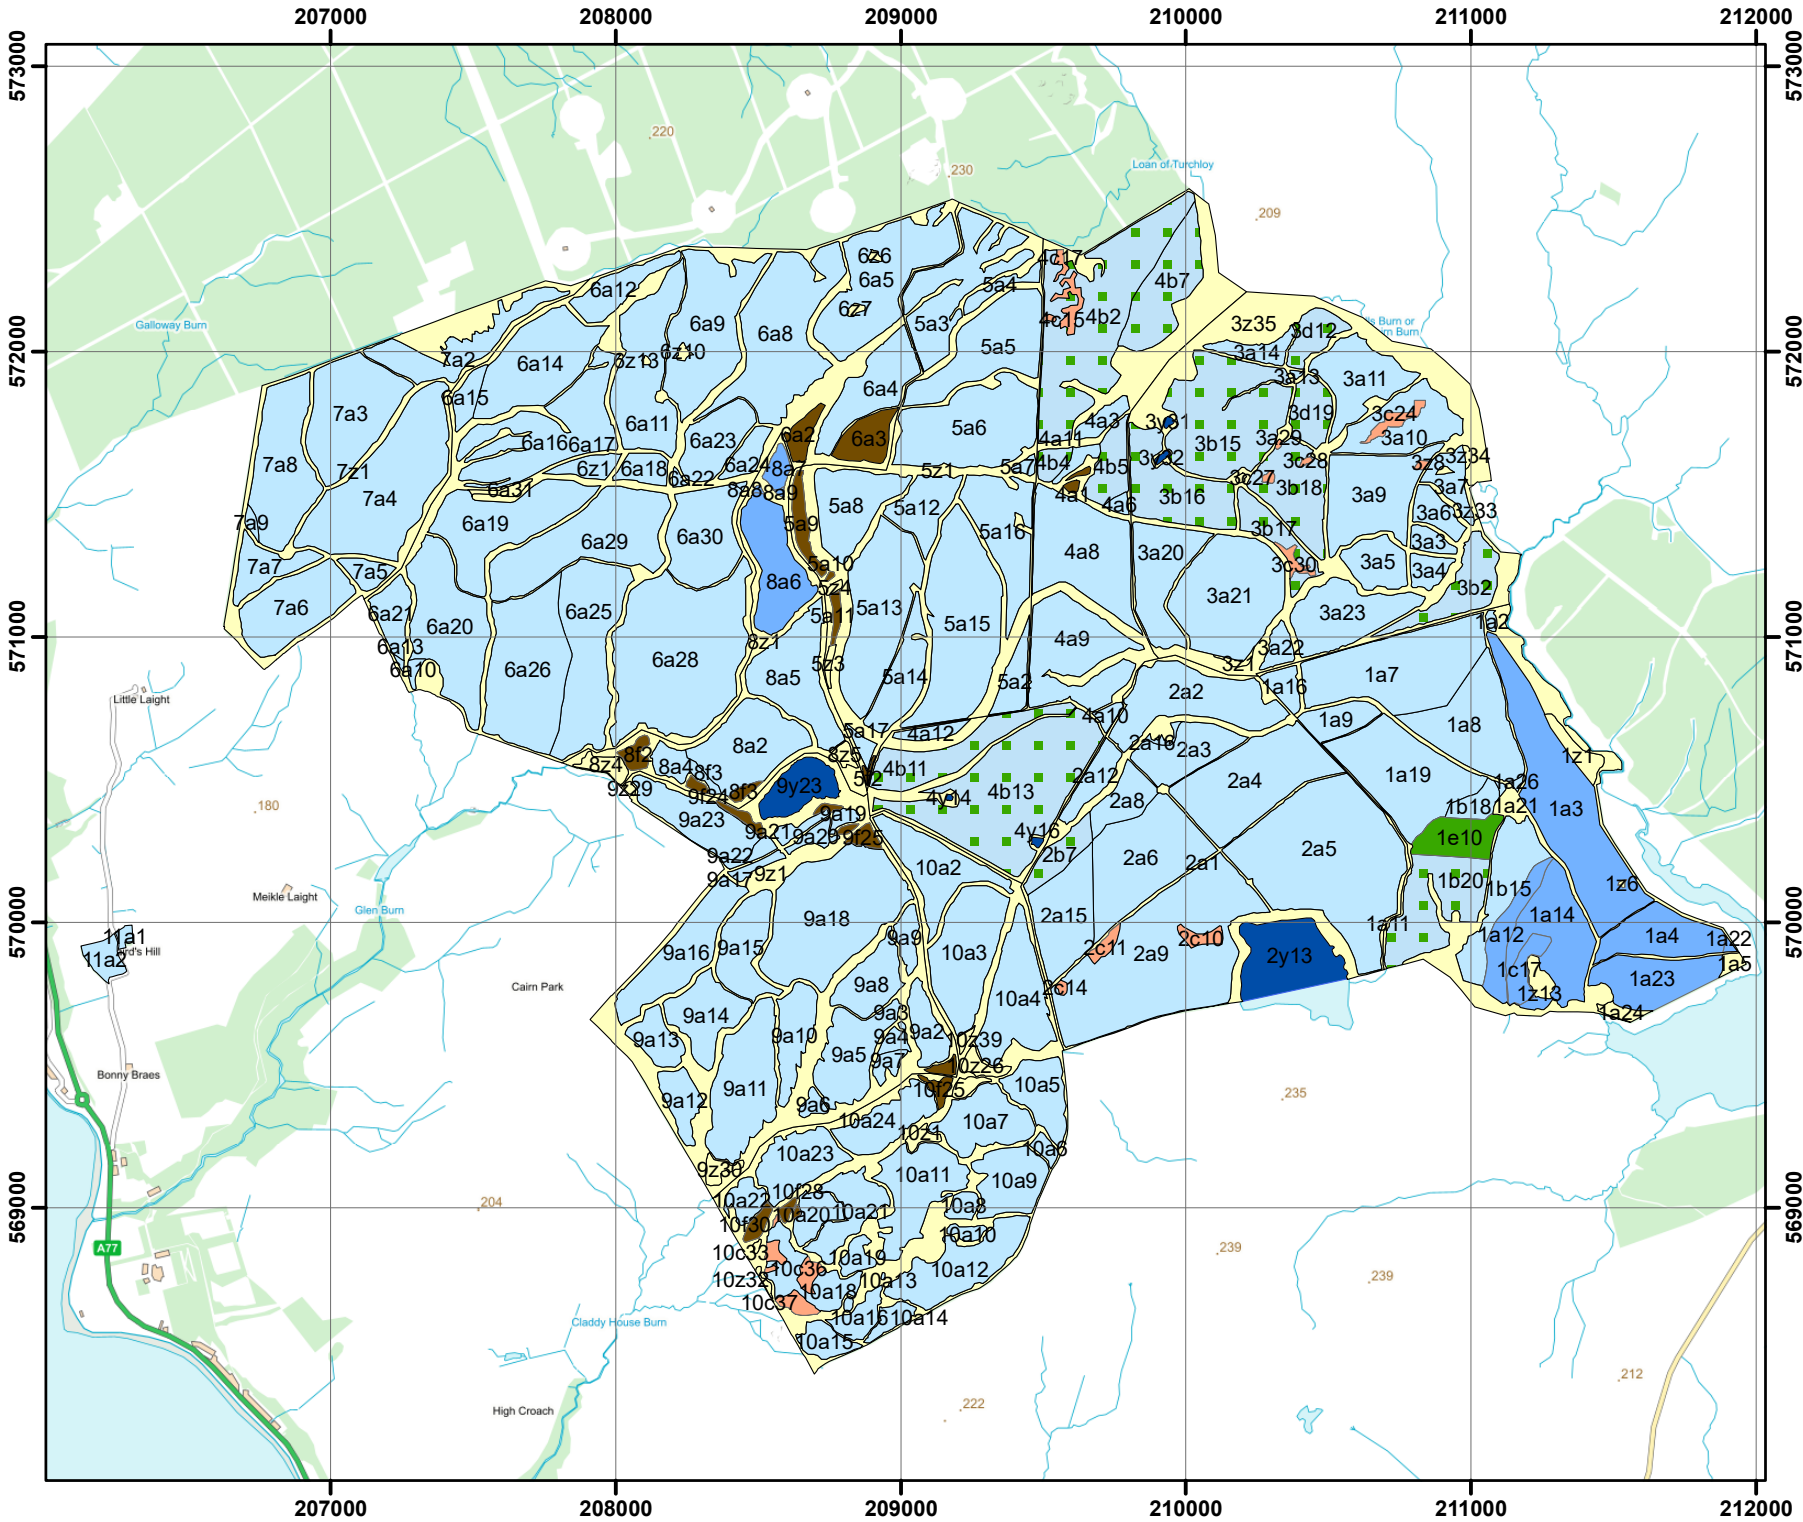 207000 208000 209000 210000 211000 212000
573000 573000
220
230
Loan of Turchloy
209
6z6
4c17
6a5
4b7
6a12
5a4
6z7
Galloway Burn
6a9
5a3
4c15 4b2
3z35
6a8
3d12
5a5
572000 572000
7a2 6a14 6z13 6z10
3a14
3a13 3a11
6a4
6a15
7a3
3d19 3c24
6a11
4a3 3y31
5a6
6a16 6a17 6a23 6a2 6a3
4a11 3b15 3a29 3a10
7a8 7z1 6z1 6a18 6a24 8a7
5z1 5a7 4b4 4b5 3y32 3c28 3z8 3z34
6a22
3c27
7a4 6a31 8a8 8a9
4a1 3b16 3b18 3a9 3a7
5a8 5a12
4a6
3a6 3z33
7a9 6a19 5a9
5a16
3b17
6a29 6a30
3a3
4a8 3a20
7a7 7a5 5a10
3c30 3a5 3a4
8a6 5z4
3b2
7a6 6a21 6a25 5a11 5a13
3a21 3a23
6a20
5a15
1a2
571000 571000
6a13 8z1
4a9
3a22
6a10 6a26 6a28 5z3
3z1
8a5 5a14 5a2
1a16 1a7
2a2
Little Laight
4a10
1a9 1a8
5a17 4a12
8a2
2a16 2a3
8f2 8z5
1z1
8z4 8a4 8f3
4b11
1a19
5f2
2a12 2a4
1a26
9z29 9f24 8f3 9y23
4b13
4y14
2a8
1b18 1a21 1a3
180
9a23 9a19
9a21 9a20 9f25
4y16
1e10
9a22
2b7 2a6 2a1 2a5
10a2
9a17 9z1
1b20 1b15 1z6
Meikle Laight
Glen Burn
2a15
9a18
1a14
570000 570000
1a11
11a1
9a9
1a12 1a4 1a22
9a16 9a15
2c11 2c10
10a3
2a9 2y13
11a2
1a5
1c17
9a8
1a23
Cairn Park
10a4 2c14
1z13
9a14 9a3
1a24
9a13 9a10 9a4 9a2 10z39
9a5 9a7
10z26
Bonny Braes
9a11 10f25 10a5
235
9a12 9a6
10a24 10a7
10z1
10a6
10a23
9z30 10a11
10a9
10f28
204
10a22
569000 569000
10a20 10a21 10a8
10f30
10a10
A77
239
10c33 10a19
10c36 10a12
239
10z32 10a13
10a18
10c37
10a16 10a14
Claddy House Burn
10a15
212
222
High Croach
207000 208000 209000 210000 211000 212000